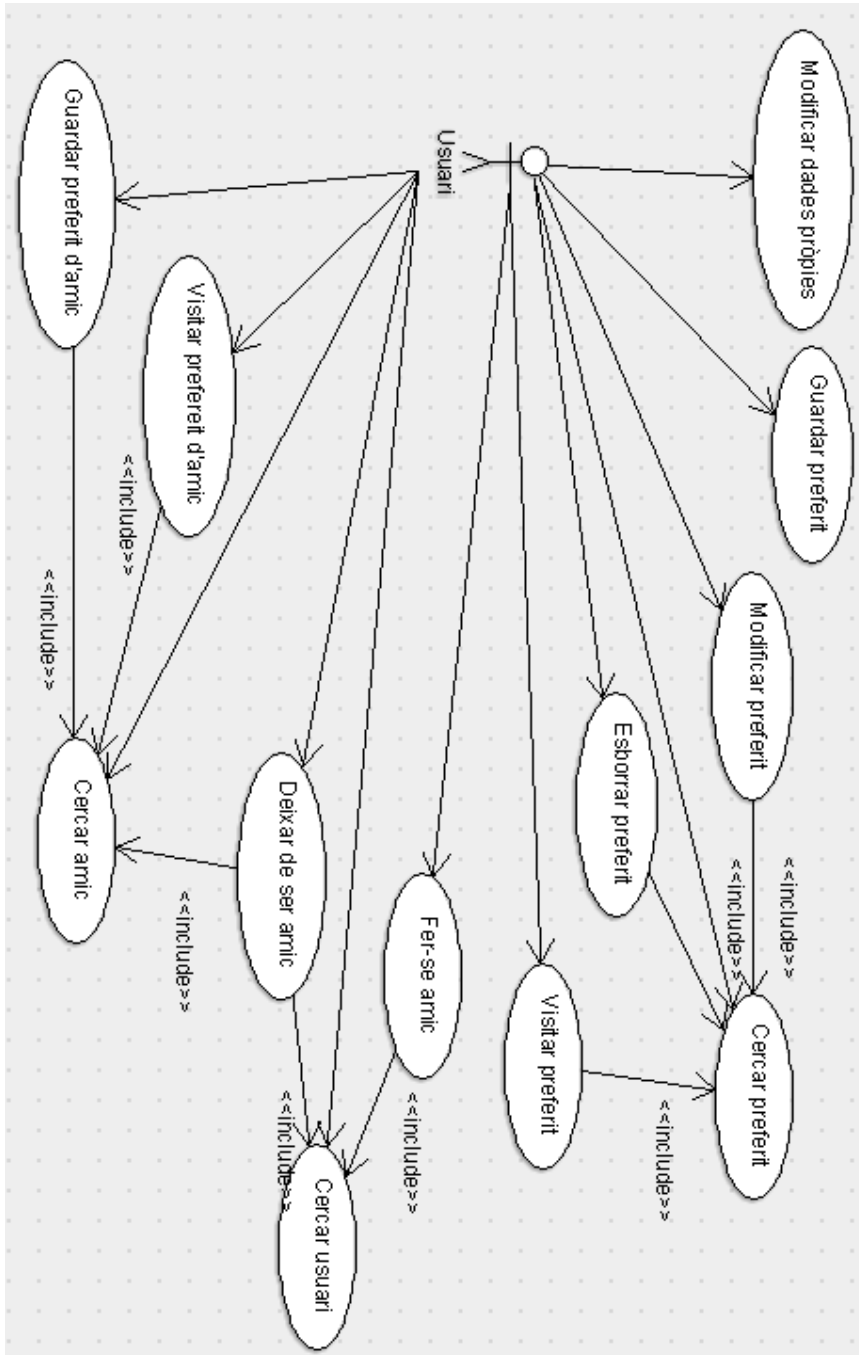 Modificar dades pròpies
Guardar preferit
Modificar preferit
<<include>>
<<include>>
Cercar preferit
Esborrar preferit
Visitar preferit
<<include>>
Usuari
Fer-se amic
<<include>>
Deixar de ser amic
<<include>>
Cercar usuari
<<include>>
Visitar prefereit d'amic
<<include>>
Guardar preferit d'amic
<<include>>
Cercar amic